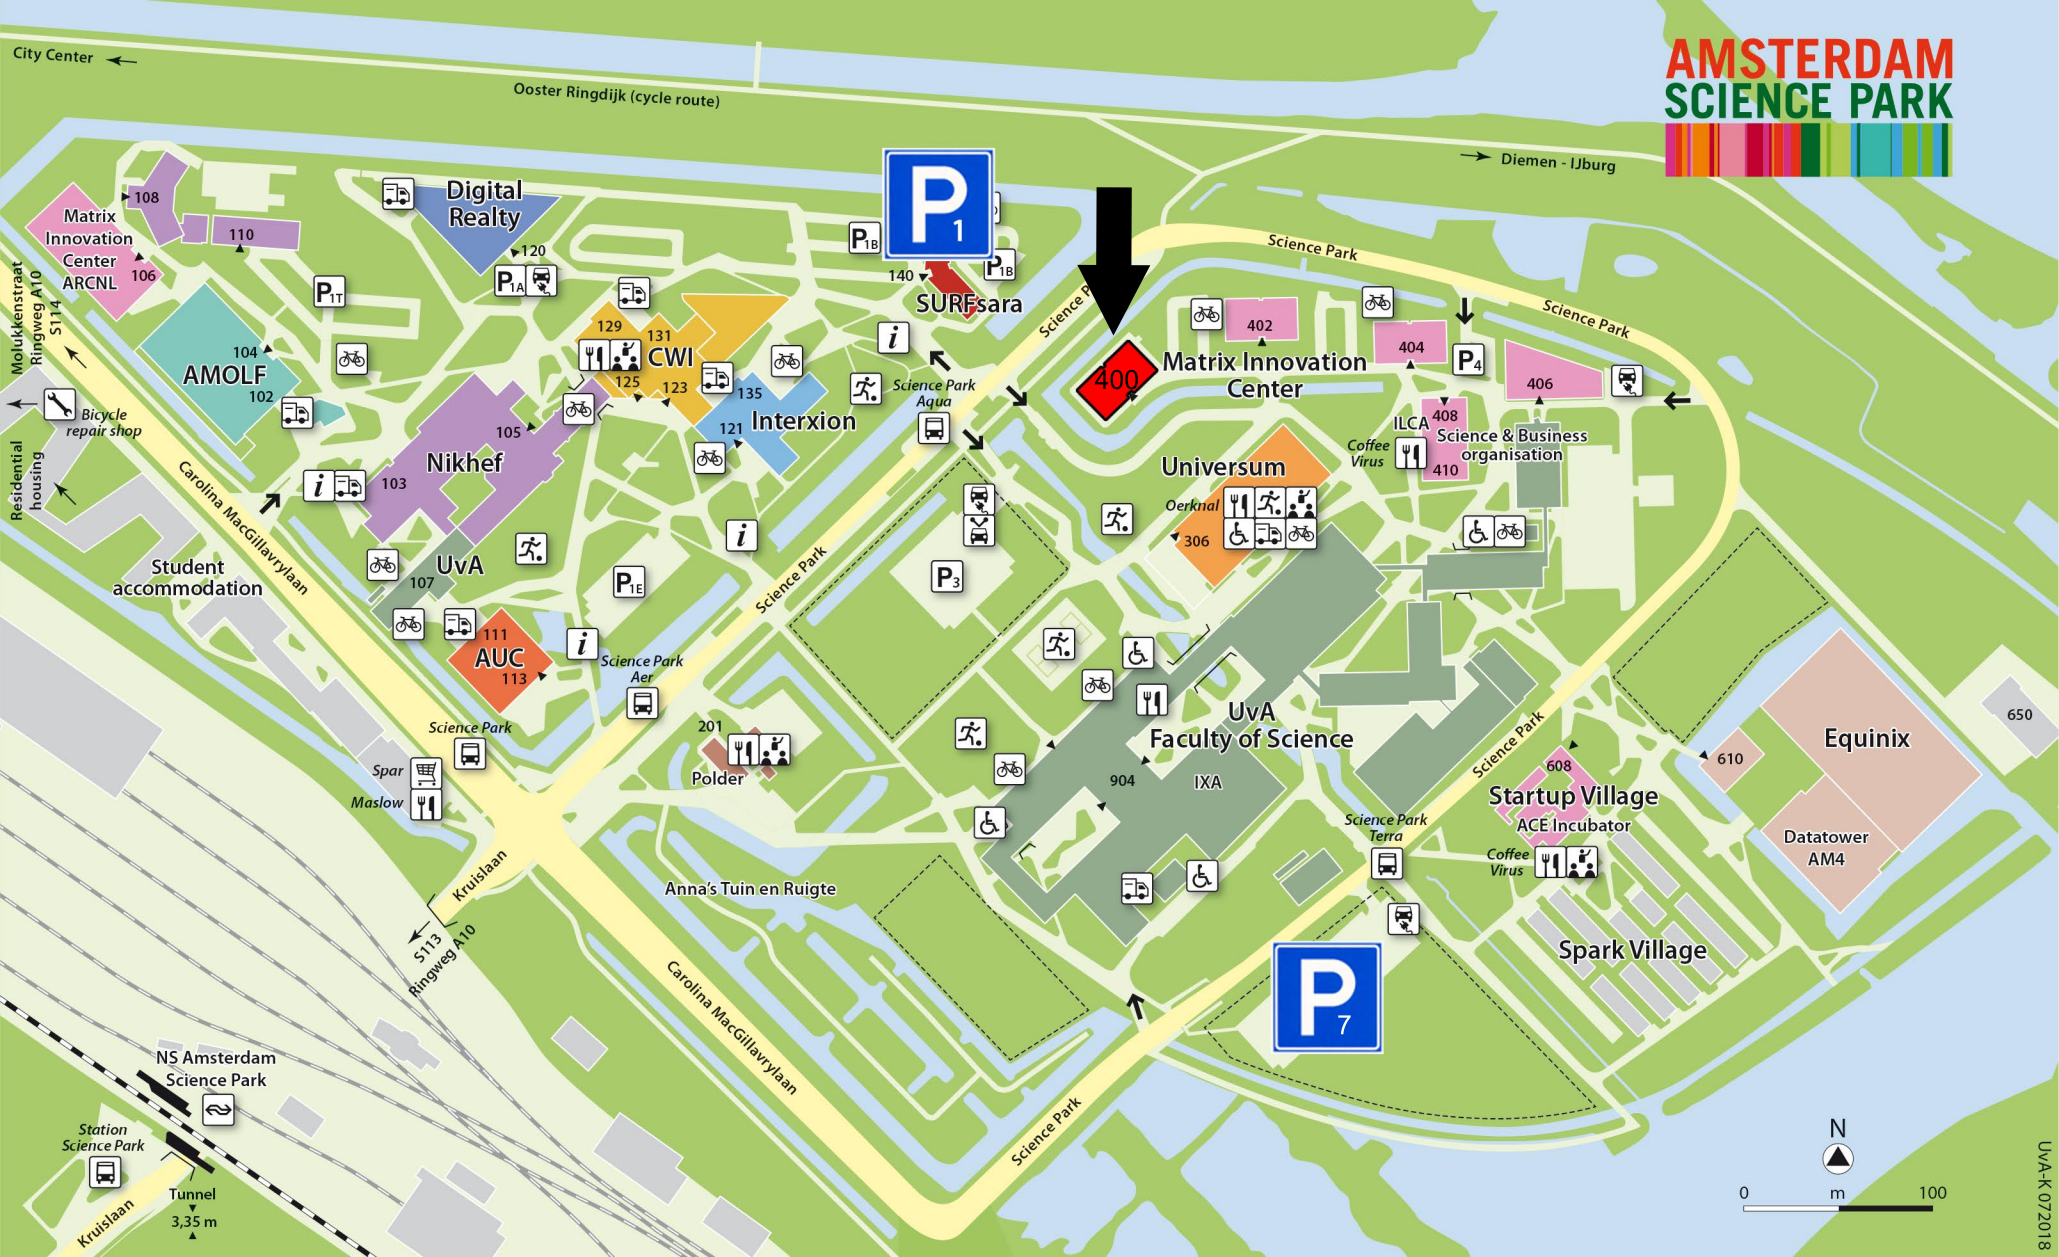 City Center
Ooster Ringdijk (cycle route)
AMSTERDAM
SCIENCE PARK
Diemen - IJburg
108
Matrix
Innovation
Center
ARCNL
106
110
Digital
Realty
120
P1A
P1T
P1B
P
1
P1B
140
SURFsara
Science Park
Science Park
Science P
400
Matrix Innovation
Center
402
404
P4
406
408
ILCA
Science & Business
organisation
Coffee
Virus
410
Molukkenstraat
Ringweg A10
S114
104
AMOLF
102
129
131
CWI
125
123
135
Interxion
121
i
Science Park
Aqua
Bicycle
repair shop
Residential
housing
Carolina MacGillavrylaan
105
Nikhef
103
i
i
UvA
107
Student
accommodation
P1E
111
AUC
113
i
Science Park
Aer
Science Park
P3
Universum
Oerknal
306
Science Park
Spar
Maslow
201
Polder
UvA
Faculty of Science
904
IXA
Science Park
608
Startup Village
ACE Incubator
Coffee
Virus
Science Park
Terra
610
Equinix
650
Datatower
AM4
Kruislaan
S113
Ringweg A10
Anna's Tuin en Ruigte
Spark Village
P
7
Carolina MacGillavrylaan
Science Park
NS Amsterdam
Science Park
Station
Science Park
Tunnel
3,35 m
Kruislaan
N
0 m 100
UvA-K 072018